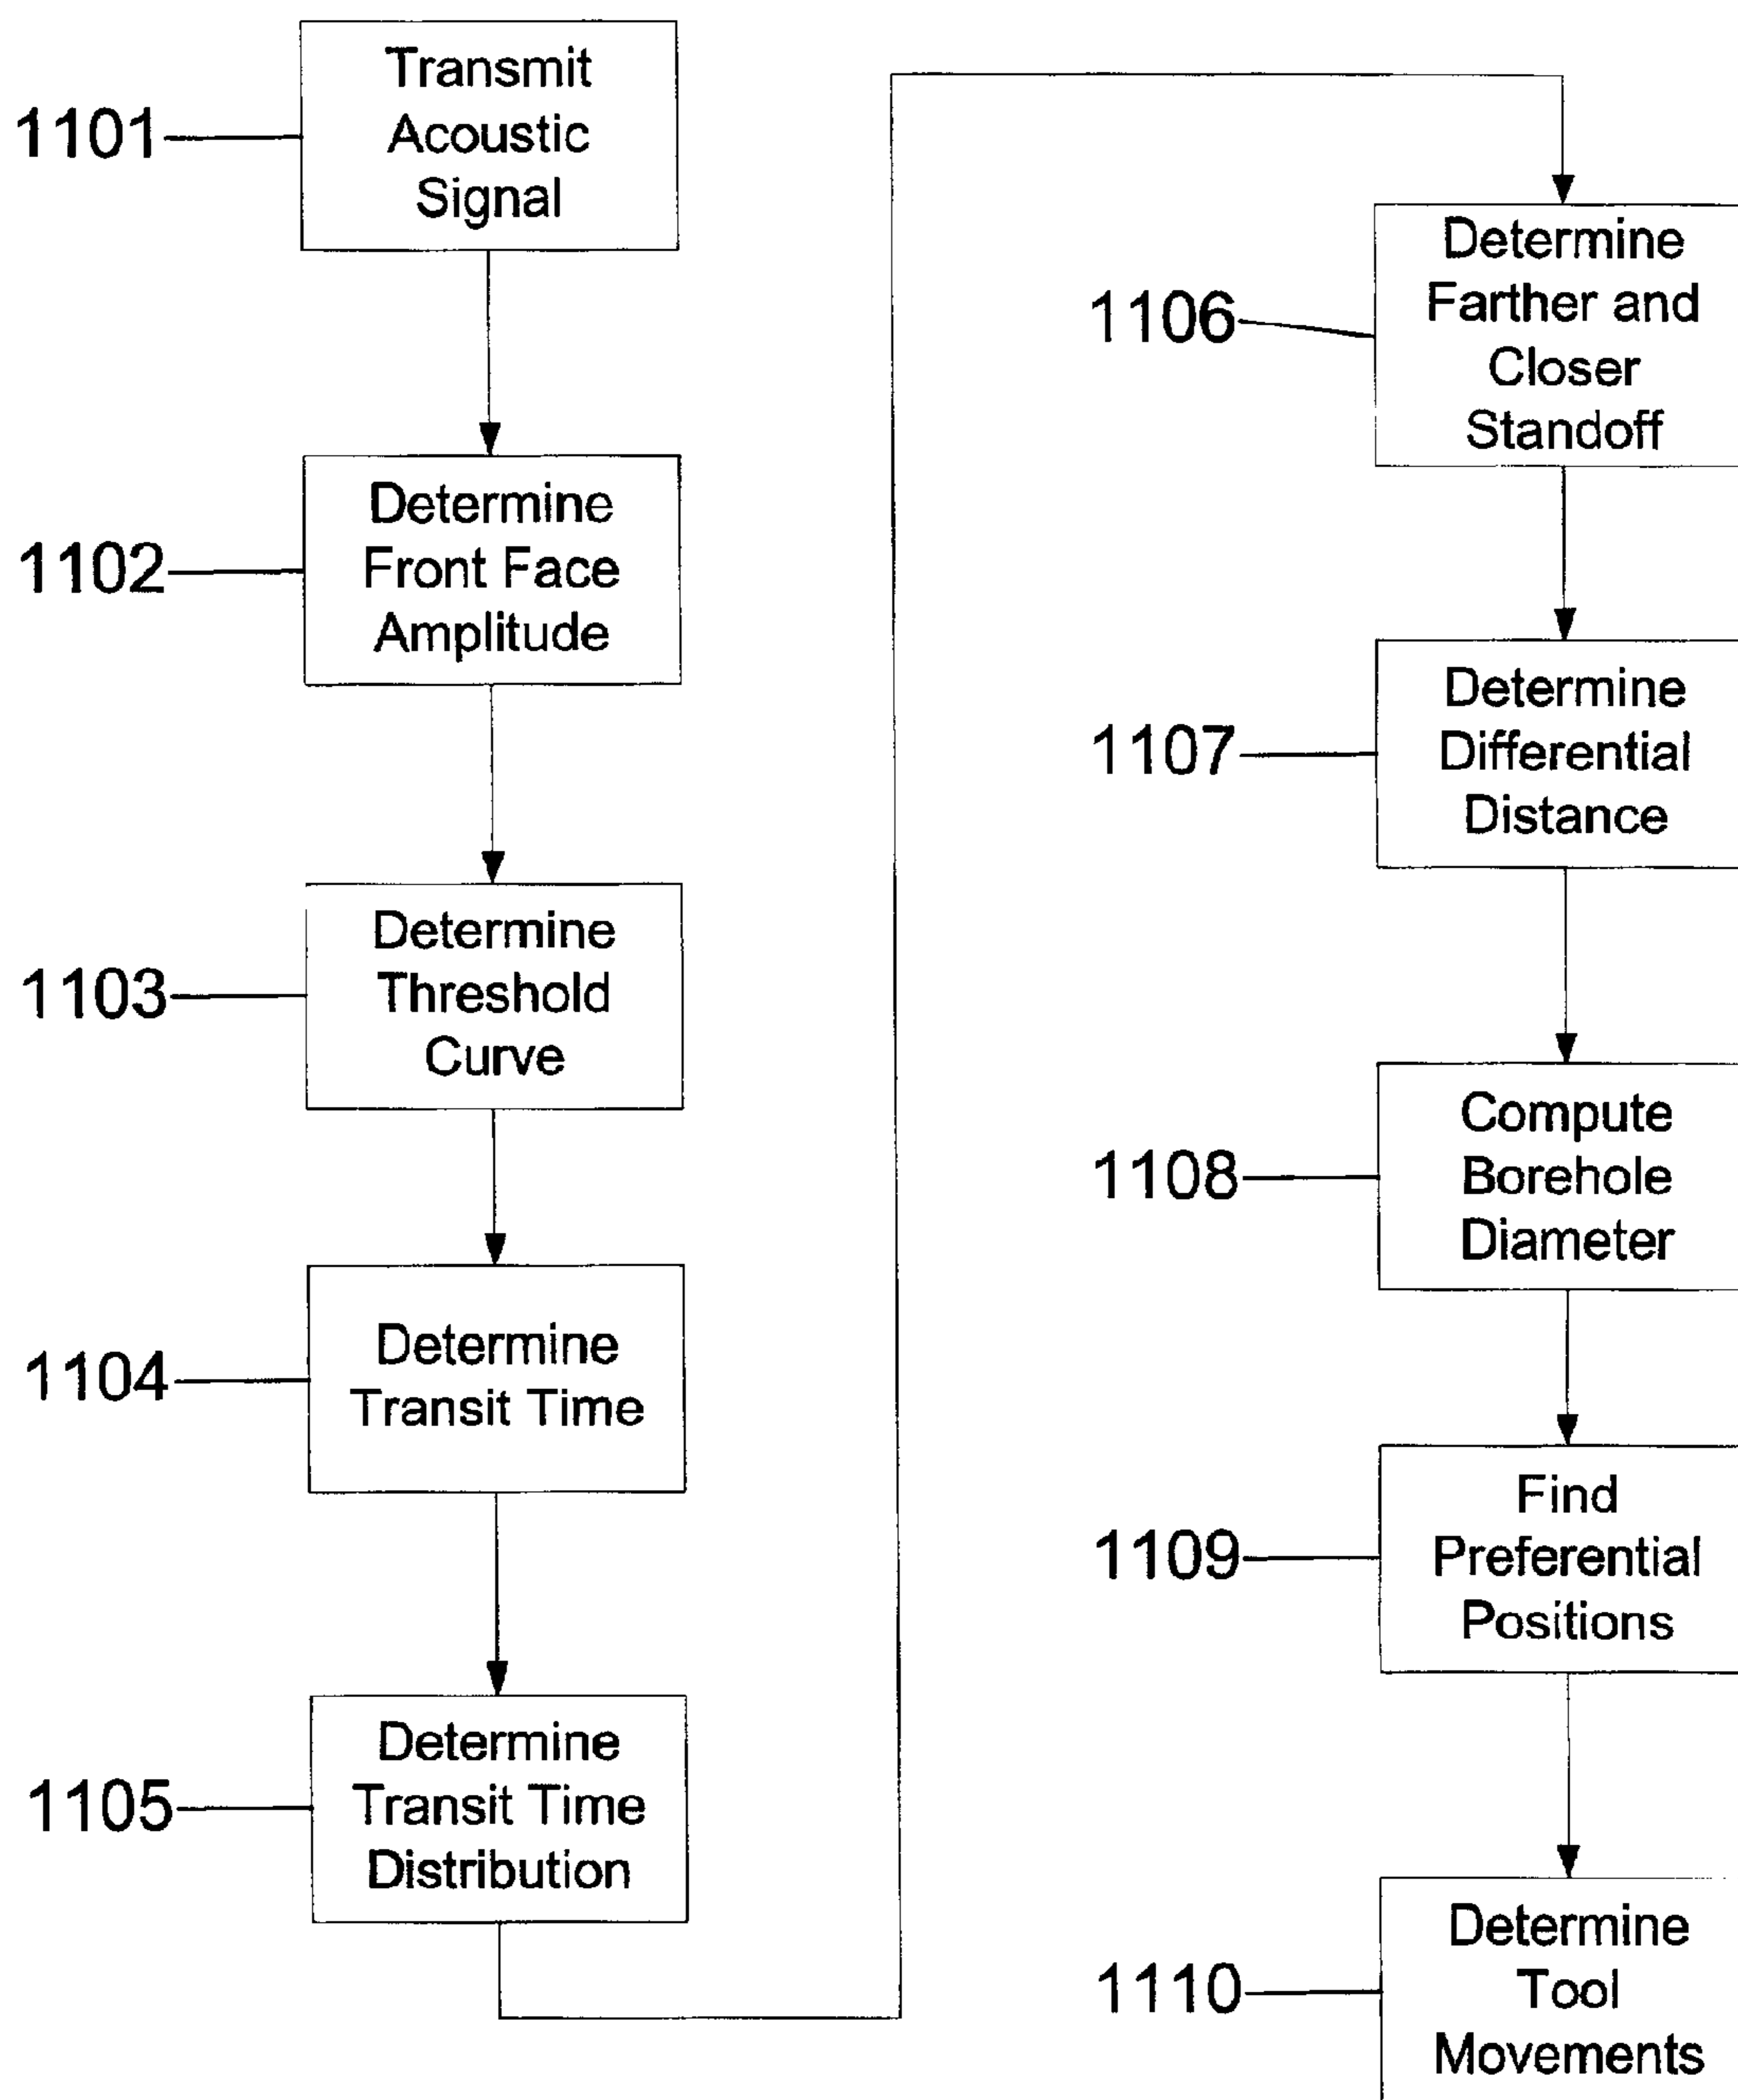 1101
Transmit
Acoustic
Signal
1102
Determine
Front Face
Amplitude
1103
Determine
Threshold
Curve
1104
Determine
Transit Time
1105
Determine
Transit Time
Distribution
1106
Determine
Farther and
Closer
Standoff
1107
Determine
Differential
Distance
1108
Compute
Borehole
Diameter
1109
Find
Preferential
Positions
1110
Determine
Tool
Movements